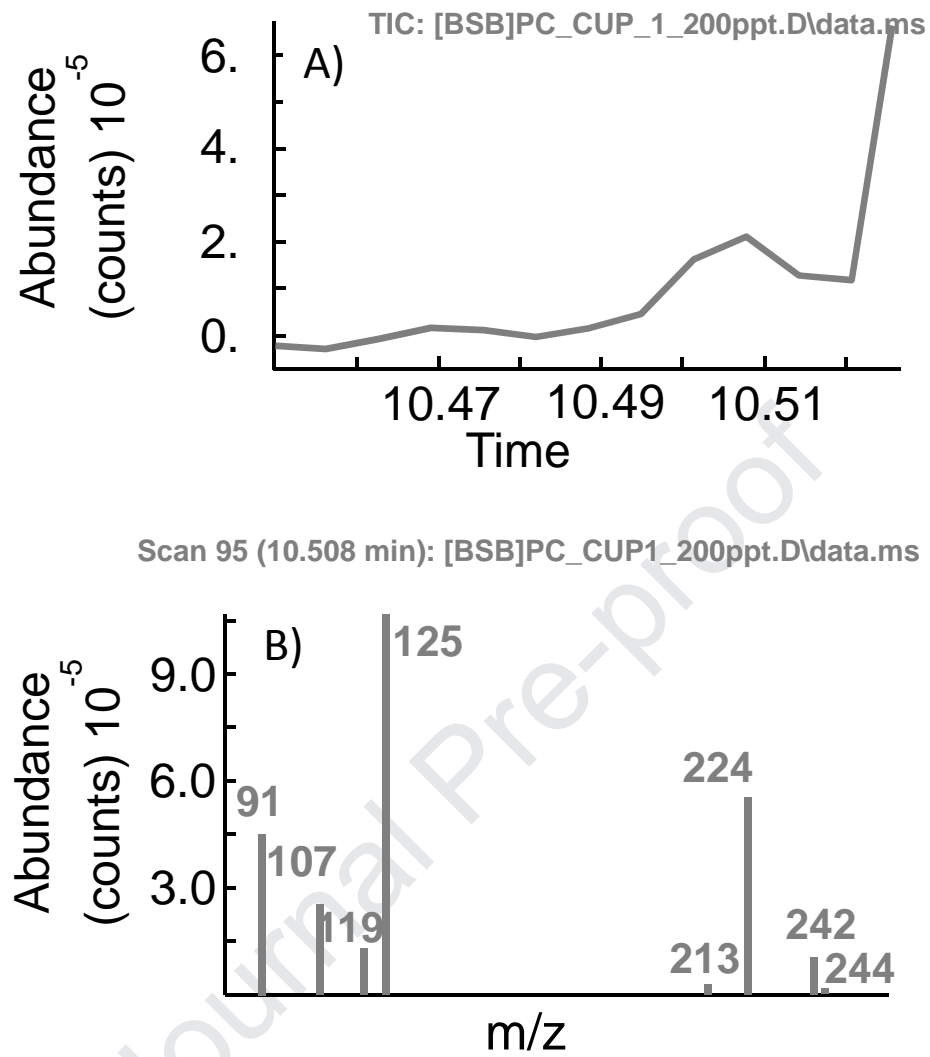 TIC: [BSB]PC_CUP_1_200ppt.D\data.ms
A)
Abundance
(counts) 10-5
6.
4.
2.
0.
10.47 10.49 10.51
Time
Scan 95 (10.508 min): [BSB]PC_CUP1_200ppt.D\data.ms
B)
Abundance
(counts) 10-5
9.0
6.0
3.0
91
107
119
125
213
224
242
244
m/z
Journal Pre-proof